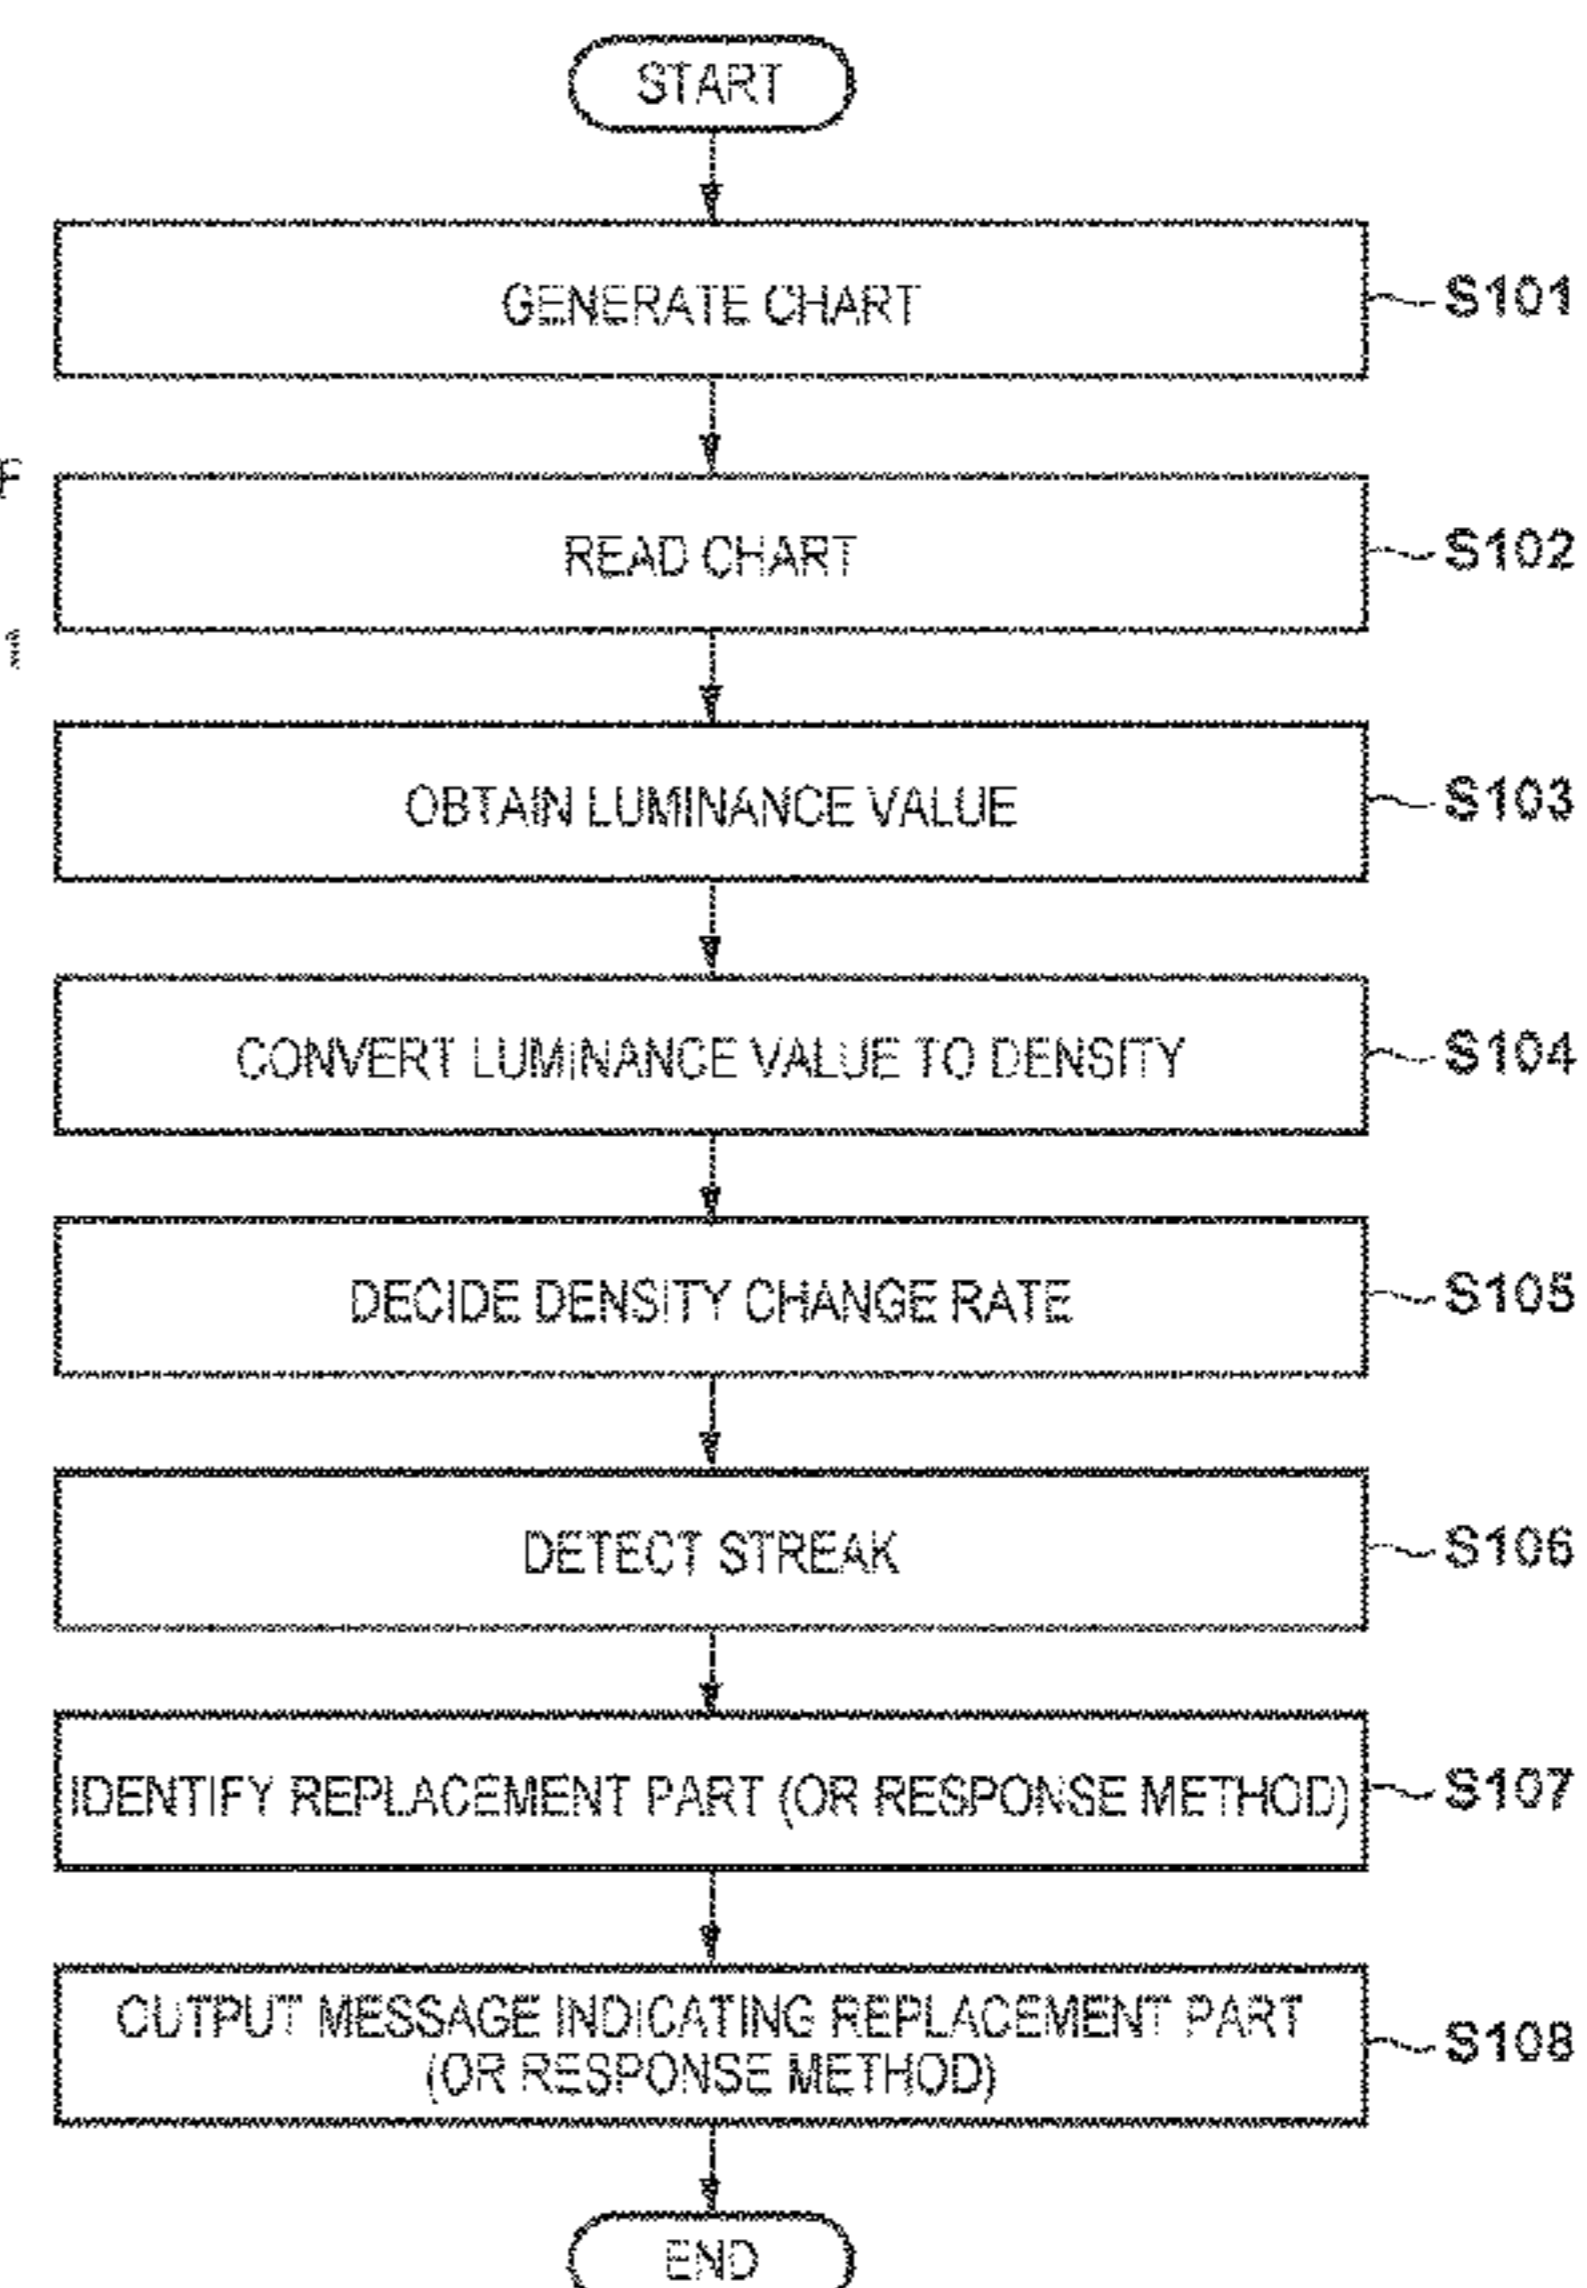 START
GENERATE CHART
S101
READ CHART
S102
OBTAIN LUMINANCE VALUE
S103
CONVERT LUMINANCE VALUE TO DENSITY
S104
DECIDE DENSITY CHANGE RATE
S105
DETECT STREAK
S106
IDENTIFY REPLACEMENT PART (OR RESPONSE METHOD)
S107
OUTPUT MESSAGE INDICATING REPLACEMENT PART
(OR RESPONSE METHOD)
S108
END